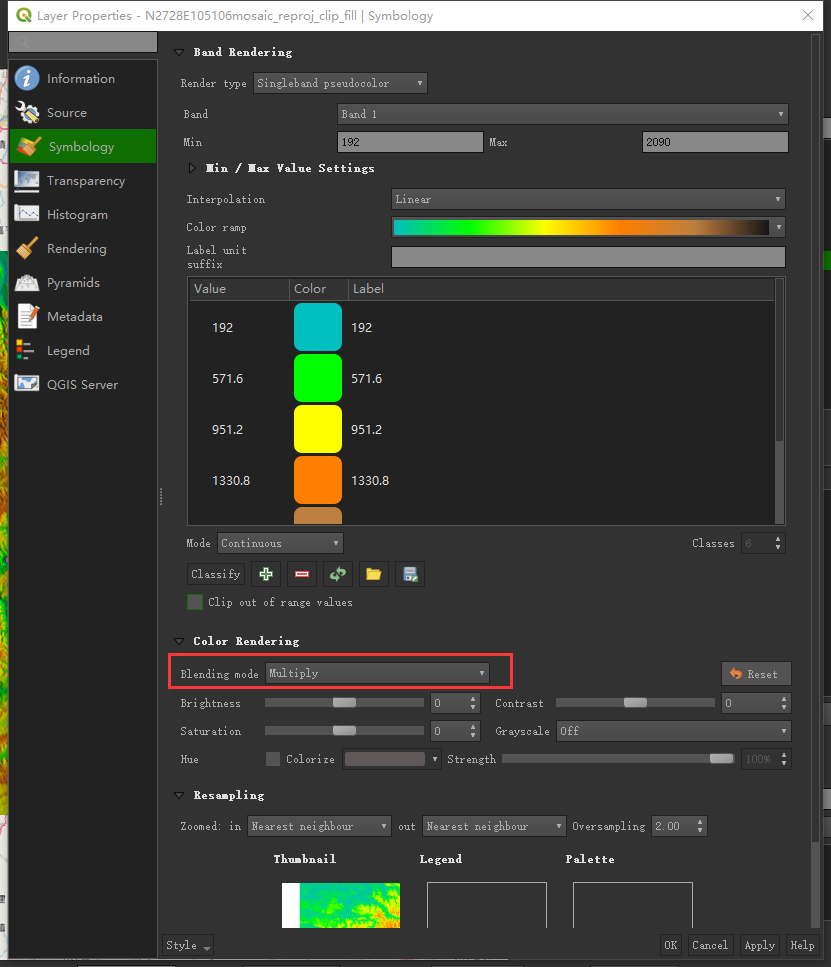 Layer Properties - N2728E105106mosaic_reproj_clip_fill | Symbology
Information
Source
Symbology
Transparency
Histogram
Rendering
Pyramids
Metadata
Legend
QGIS Server
Band Rendering
Render type Singleband pseudocolor
Band Band 1
Min 192 Max 2090
Min / Max Value Settings
Interpolation Linear
Color ramp
Label unit
suffix
Value Color Label
192 192
571.6 571.6
951.2 951.2
1330.8 1330.8
Mode Continuous Classes 6
Classify
Clip out of range values
Color Rendering
Blending mode Multiply Reset
Brightness 0 Contrast 0
Saturation 0 Grayscale Off
Hue Colorize Strength 100%
Resampling
Zoomed: in Nearest neighbour out Nearest neighbour Oversampling 2.00
Thumbnail Legend Palette
Style OK Cancel Apply Help